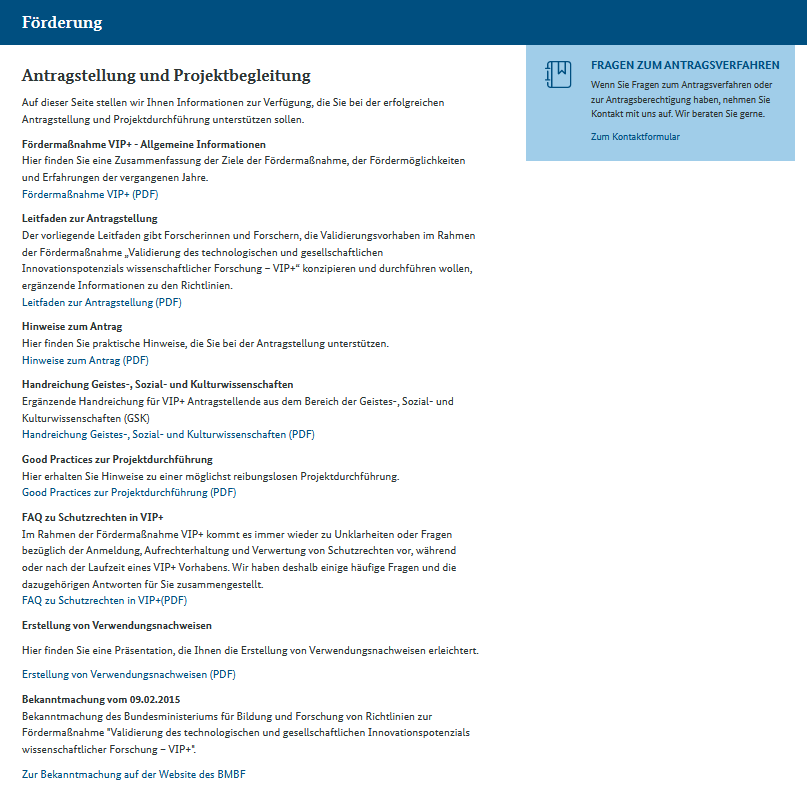 Förderung
Antragstellung und Projektbegleitung
Auf dieser Seite stellen wir Ihnen Informationen zur Verfügung, die Sie bei der erfolgreichen
Antragstellung und Projektdurchführung unterstützen sollen.
Fördermaßnahme VIP+ - Allgemeine Informationen
Hier finden Sie eine Zusammenfassung der Ziele der Fördermaßnahme, der Fördermöglichkeiten
und Erfahrungen der vergangenen Jahre.
Fördermaßnahme VIP+ (PDF)
Leitfaden zur Antragstellung
Der vorliegende Leitfaden gibt Forscherinnen und Forschern, die Validierungsvorhaben im Rahmen
der Fördermaßnahme „Validierung des technologischen und gesellschaftlichen
Innovationspotenzials wissenschaftlicher Forschung – VIP+“ konzipieren und durchführen wollen,
ergänzende Informationen zu den Richtlinien.
Leitfaden zur Antragstellung (PDF)
Hinweise zum Antrag
Hier finden Sie praktische Hinweise, die Sie bei der Antragstellung unterstützen.
Hinweise zum Antrag (PDF)
Handreichung Geistes-, Sozial- und Kulturwissenschaften
Ergänzende Handreichung für VIP+ Antragstellende aus dem Bereich der Geistes-, Sozial- und
Kulturwissenschaften (GSK)
Handreichung Geistes-, Sozial- und Kulturwissenschaften (PDF)
Good Practices zur Projektdurchführung
Hier erhalten Sie Hinweise zu einer möglichst reibungslosen Projektdurchführung.
Good Practices zur Projektdurchführung (PDF)
FAQ zu Schutzrechten in VIP+
Im Rahmen der Fördermaßnahme VIP+ kommt es immer wieder zu Unklarheiten oder Fragen
bezüglich der Anmeldung, Aufrechterhaltung und Verwertung von Schutzrechten vor, während
oder nach der Laufzeit eines VIP+ Vorhabens. Wir haben deshalb einige häufige Fragen und die
dazugehörigen Antworten für Sie zusammengestellt.
FAQ zu Schutzrechten in VIP+(PDF)
Erstellung von Verwendungsnachweisen
Hier finden Sie eine Präsentation, die Ihnen die Erstellung von Verwendungsnachweisen erleichtert.
Erstellung von Verwendungsnachweisen (PDF)
Bekanntmachung vom 09.02.2015
Bekanntmachung des Bundesministeriums für Bildung und Forschung von Richtlinien zur
Fördermaßnahme "Validierung des technologischen und gesellschaftlichen Innovationspotenzials
wissenschaftlicher Forschung – VIP+".
Zur Bekanntmachung auf der Website des BMBF
FRAGEN ZUM ANTRAGSVERFAHREN
Wenn Sie Fragen zum Antragsverfahren oder
zur Antragsberechtigung haben, nehmen Sie
Kontakt mit uns auf. Wir beraten Sie gerne.
Zum Kontaktformular